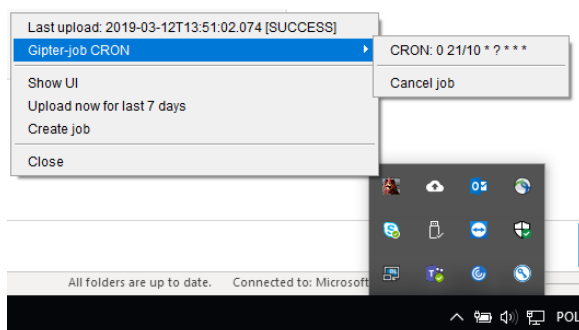 Last upload: 2019-03-12T13:51:02.074 [SUCCESS]
Gipter-job CRON
CRON: 0 21/10 * ? * * *
Cancel job
Show UI
Upload now for last 7 days
Create job
Close
All folders are up to date. Connected to: Microsoft
POL